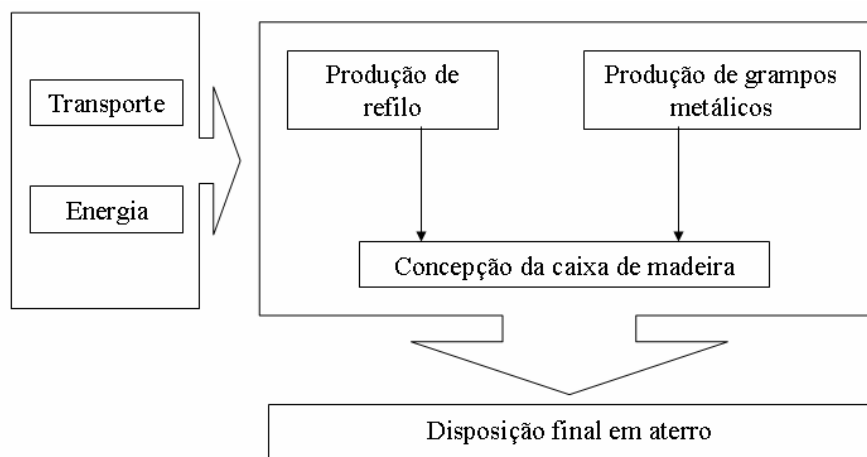 Transporte
Energia
Produção de
refilo
Produção de grampos
metálicos
Concepção da caixa de madeira
Disposição final em aterro